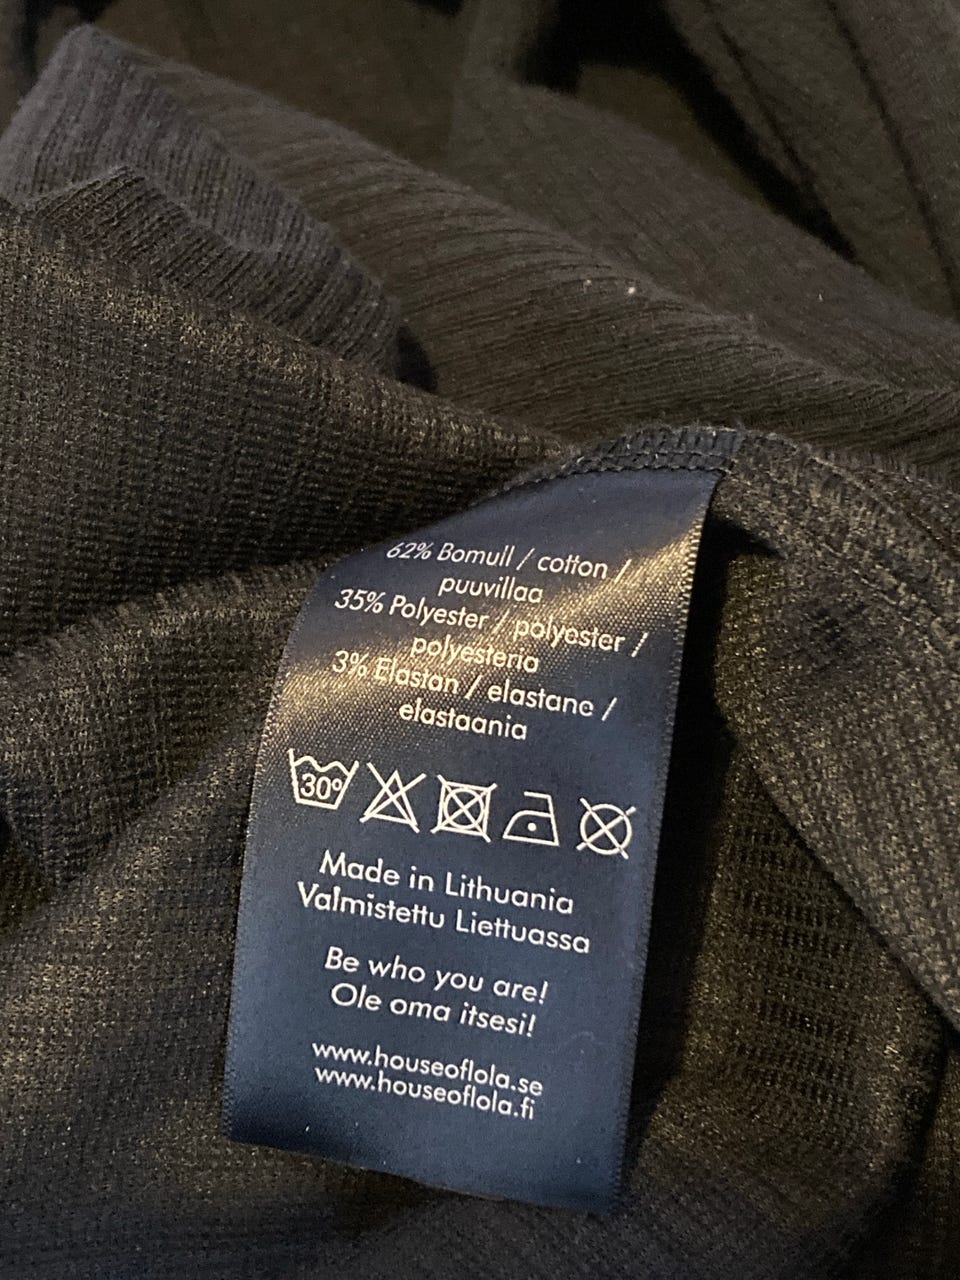 62% Bomull / cotton /
puuvillaa
35% Polyester / polyester /
polyesteria
3% Elastan / elastane /
elastaania
30°
Made in Lithuania
Valmistettu Liettuassa
Be who you are!
Ole oma itsesi!
www.houseoflola.se
www.houseoflola.fi